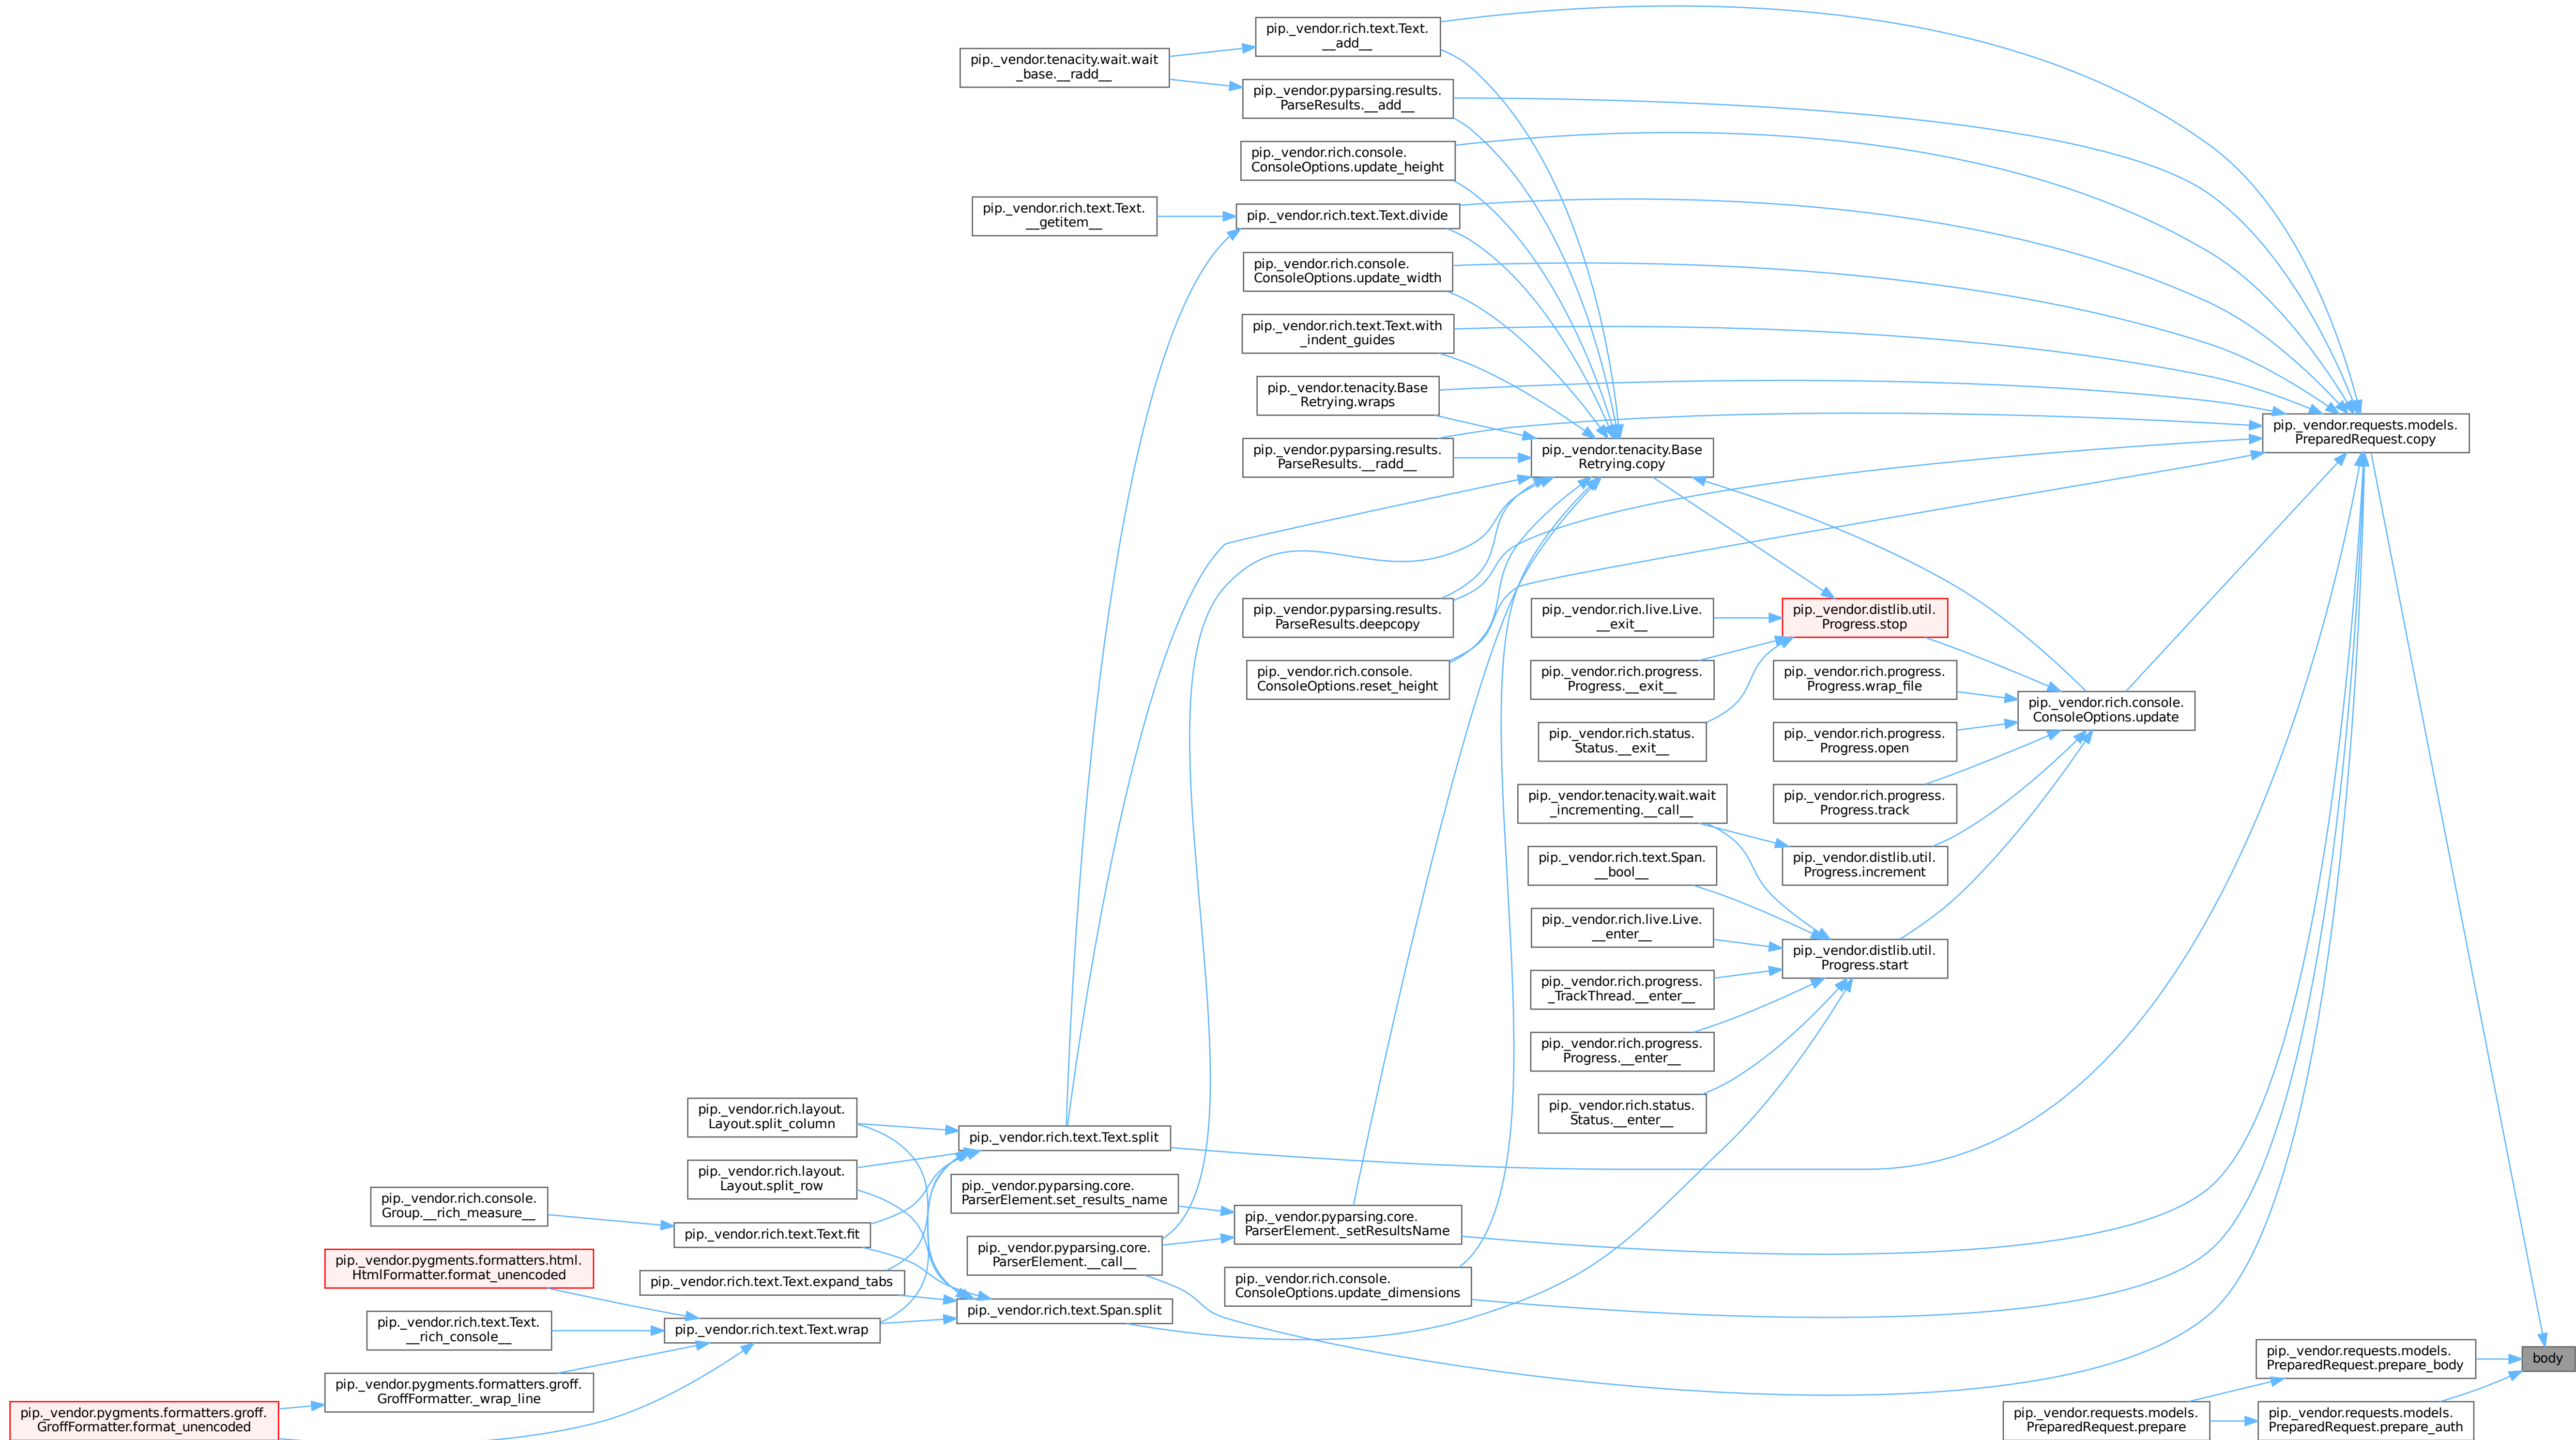 pip._vendor.rich.text.Text.
__add__
pip._vendor.tenacity.wait.wait
_base.__radd__
pip._vendor.pyparsing.results.
ParseResults.__add__
pip._vendor.rich.console.
ConsoleOptions.update_height
pip._vendor.rich.text.Text.
__getitem__
pip._vendor.rich.text.Text.divide
pip._vendor.rich.console.
ConsoleOptions.update_width
pip._vendor.rich.text.Text.with
_indent_guides
pip._vendor.tenacity.Base
Retrying.wraps
pip._vendor.requests.models.
PreparedRequest.copy
pip._vendor.pyparsing.results.
ParseResults.__radd__
pip._vendor.tenacity.Base
Retrying.copy
pip._vendor.pyparsing.results.
ParseResults.deepcopy
pip._vendor.rich.live.Live.
__exit__
pip._vendor.distlib.util.
Progress.stop
pip._vendor.rich.console.
ConsoleOptions.reset_height
pip._vendor.rich.progress.
Progress.__exit__
pip._vendor.rich.progress.
Progress.wrap_file
pip._vendor.rich.console.
ConsoleOptions.update
pip._vendor.rich.status.
Status.__exit__
pip._vendor.rich.progress.
Progress.open
pip._vendor.tenacity.wait.wait
_incrementing.__call__
pip._vendor.rich.progress.
Progress.track
pip._vendor.rich.text.Span.
__bool__
pip._vendor.distlib.util.
Progress.increment
pip._vendor.rich.live.Live.
__enter__
pip._vendor.distlib.util.
Progress.start
pip._vendor.rich.progress.
_TrackThread.__enter__
pip._vendor.rich.progress.
Progress.__enter__
pip._vendor.rich.status.
Status.__enter__
pip._vendor.rich.layout.
Layout.split_column
pip._vendor.rich.text.Text.split
pip._vendor.rich.layout.
Layout.split_row
pip._vendor.pyparsing.core.
ParserElement.set_results_name
pip._vendor.rich.console.
Group.__rich_measure__
pip._vendor.rich.text.Text.fit
pip._vendor.pyparsing.core.
ParserElement._setResultsName
pip._vendor.pyparsing.core.
ParserElement.__call__
pip._vendor.pygments.formatters.html.
HtmlFormatter.format_unencoded
pip._vendor.rich.text.Text.expand_tabs
pip._vendor.rich.console.
ConsoleOptions.update_dimensions
pip._vendor.rich.text.Span.split
pip._vendor.rich.text.Text.
__rich_console__
pip._vendor.rich.text.Text.wrap
pip._vendor.requests.models.
PreparedRequest.prepare_body
body
pip._vendor.pygments.formatters.groff.
GroffFormatter._wrap_line
pip._vendor.pygments.formatters.groff.
GroffFormatter.format_unencoded
pip._vendor.requests.models.
PreparedRequest.prepare
pip._vendor.requests.models.
PreparedRequest.prepare_auth